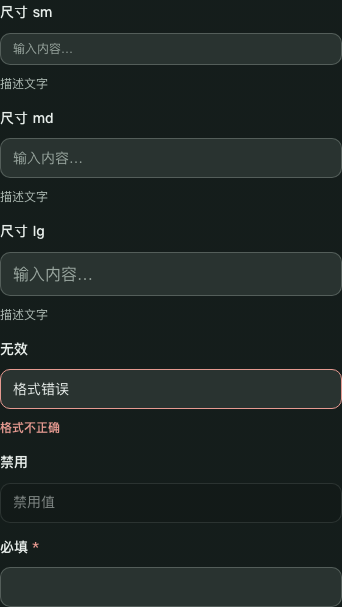 尺寸 sm
输入内容...
描述文字
尺寸 md
输入内容...
描述文字
尺寸 lg
输入内容...
描述文字
无效
格式错误
格式不正确
禁用
禁用值
必填 *